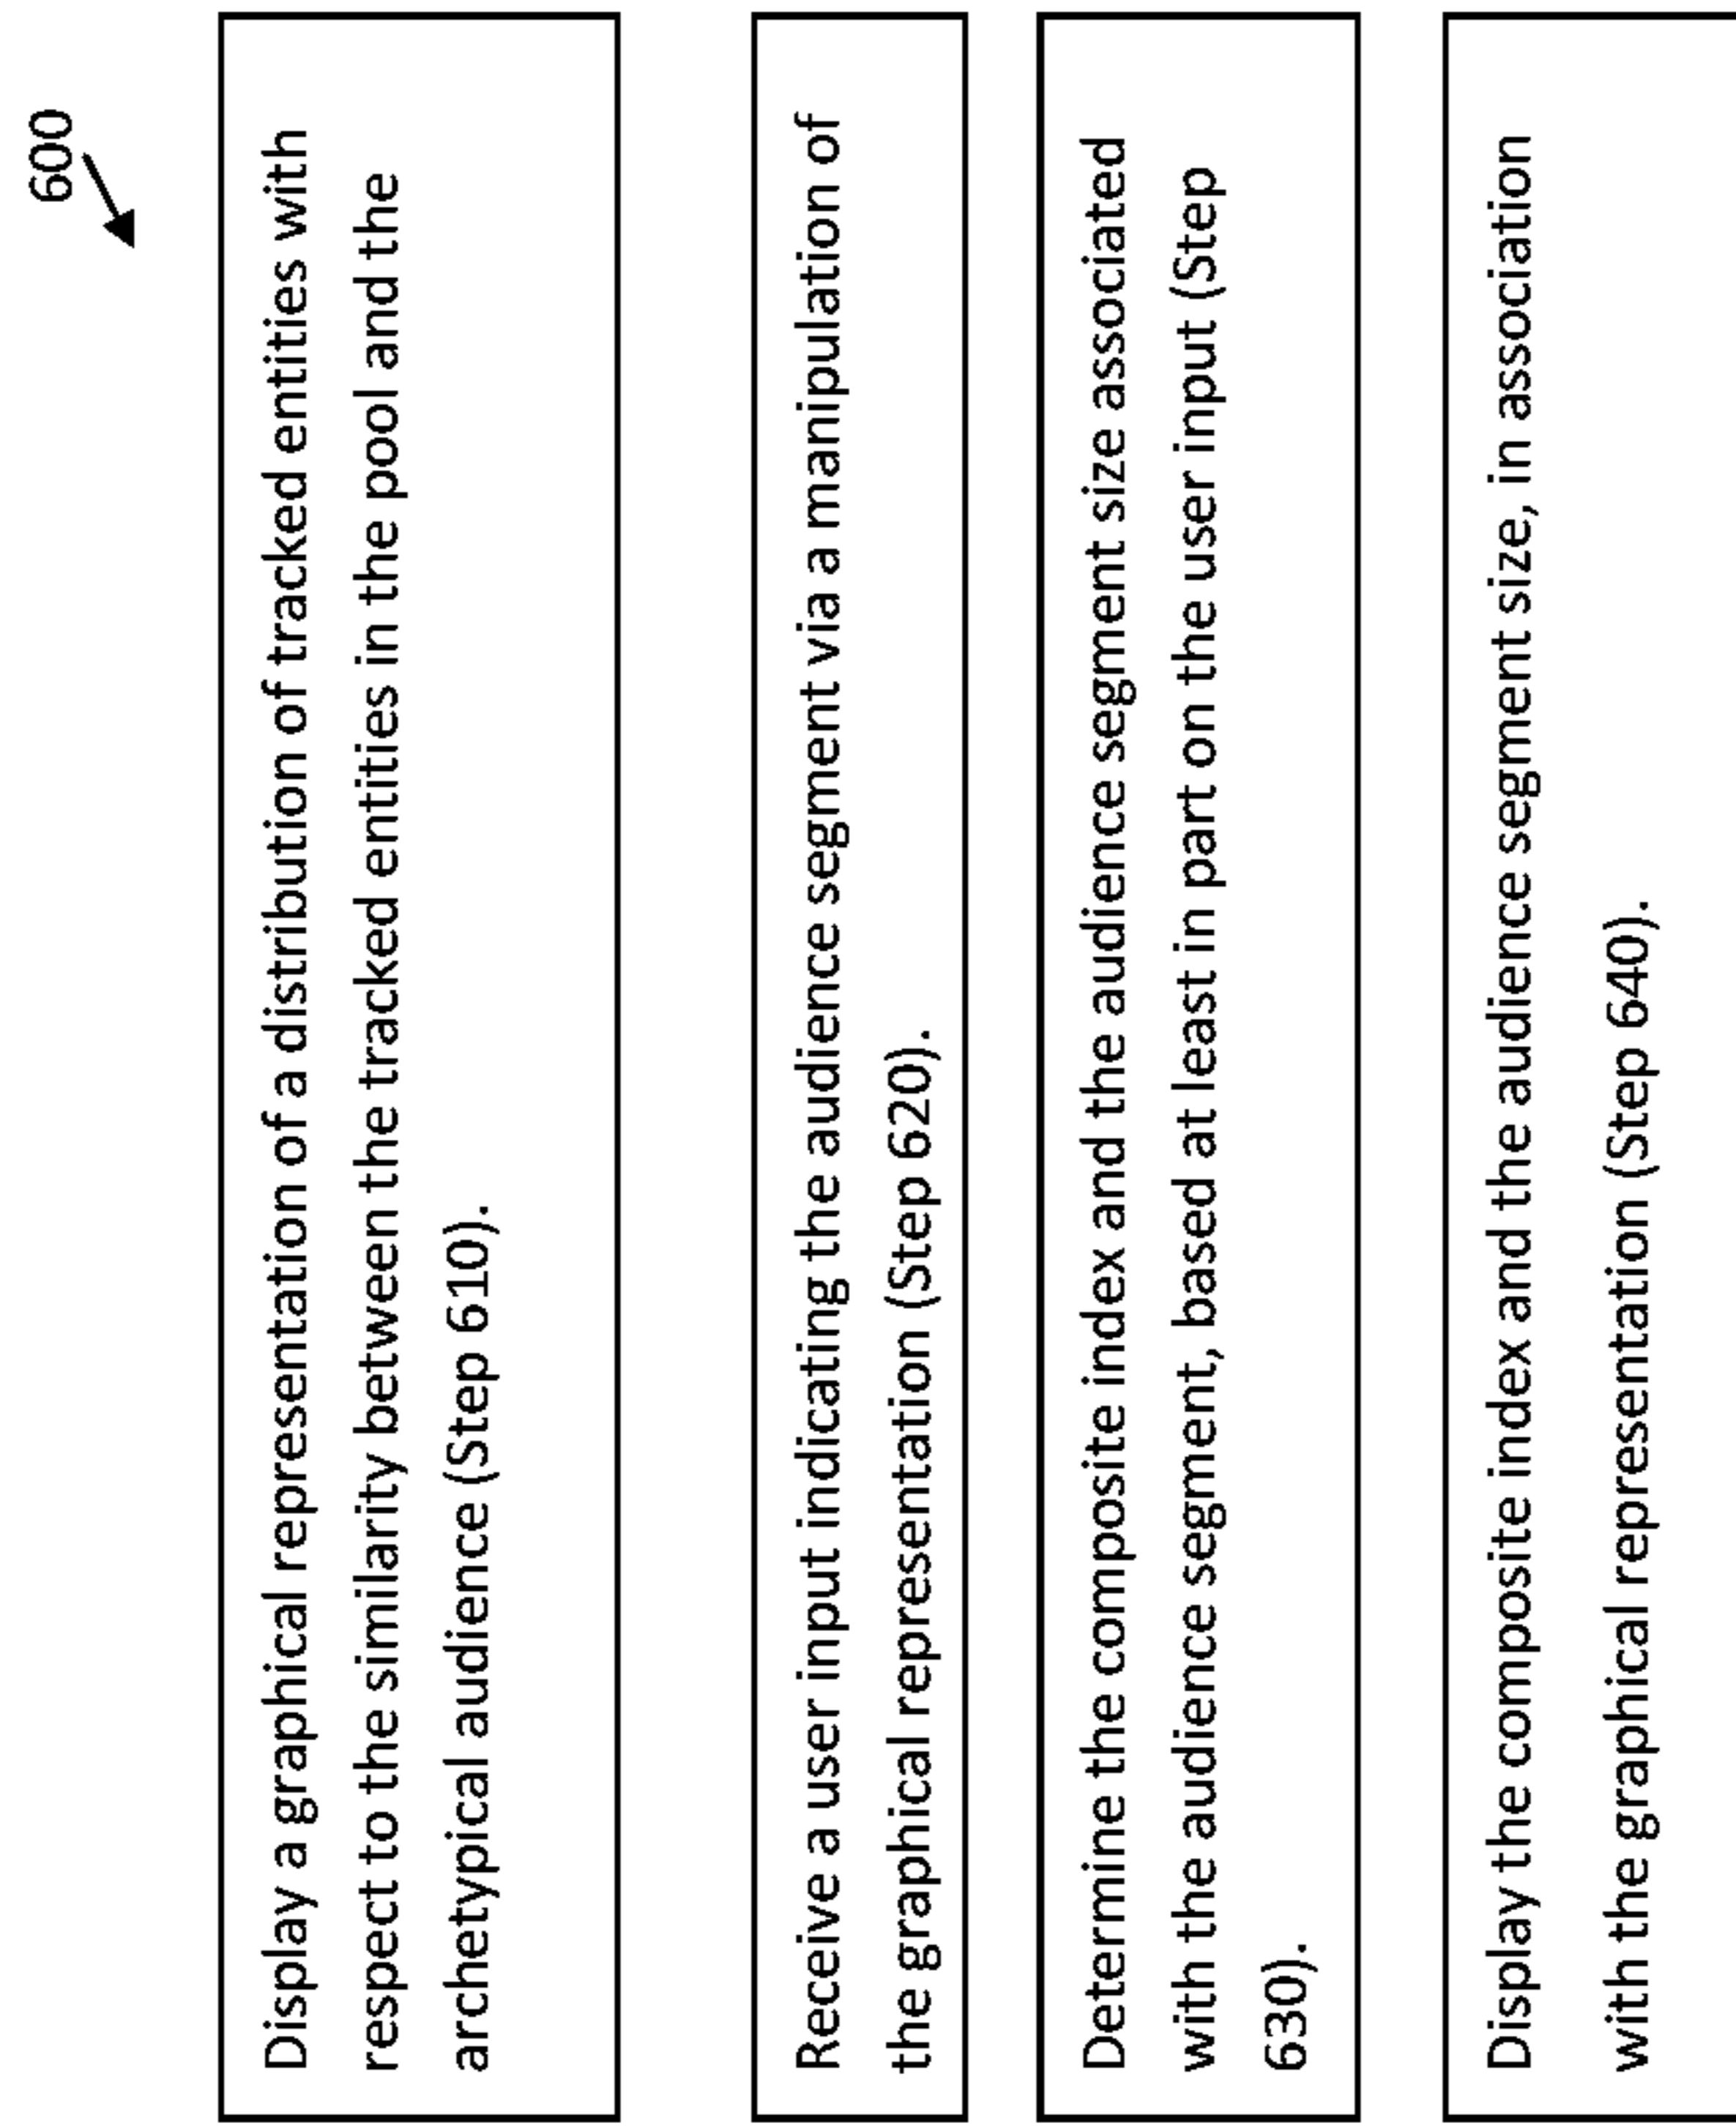 600
Display a graphical representation of a distribution of tracked entities with
respect to the similarity between the tracked entities in the pool and the
archetypical audience (Step 610).
Receive a user input indicating the audience segment via a manipulation of
the graphical representation (Step 620).
Determine the composite index and the audience segment size associated
with the audience segment, based at least in part on the user input (Step
630).
Display the composite index and the audience segment size, in association
with the graphical representation (Step 640).